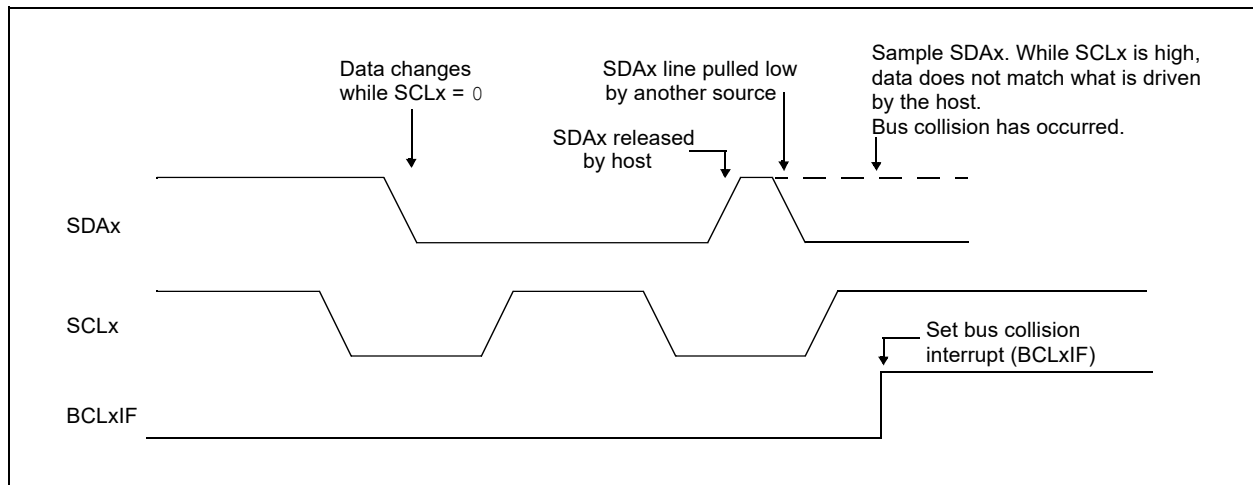 Data changes
while SCLx = 0
SDAx line pulled low
by another source
SDAx released
by host
Sample SDAx. While SCLx is high,
data does not match what is driven
by the host.
Bus collision has occurred.
SDAx
SCLx
Set bus collision
interrupt (BCLxIF)
BCLxIF